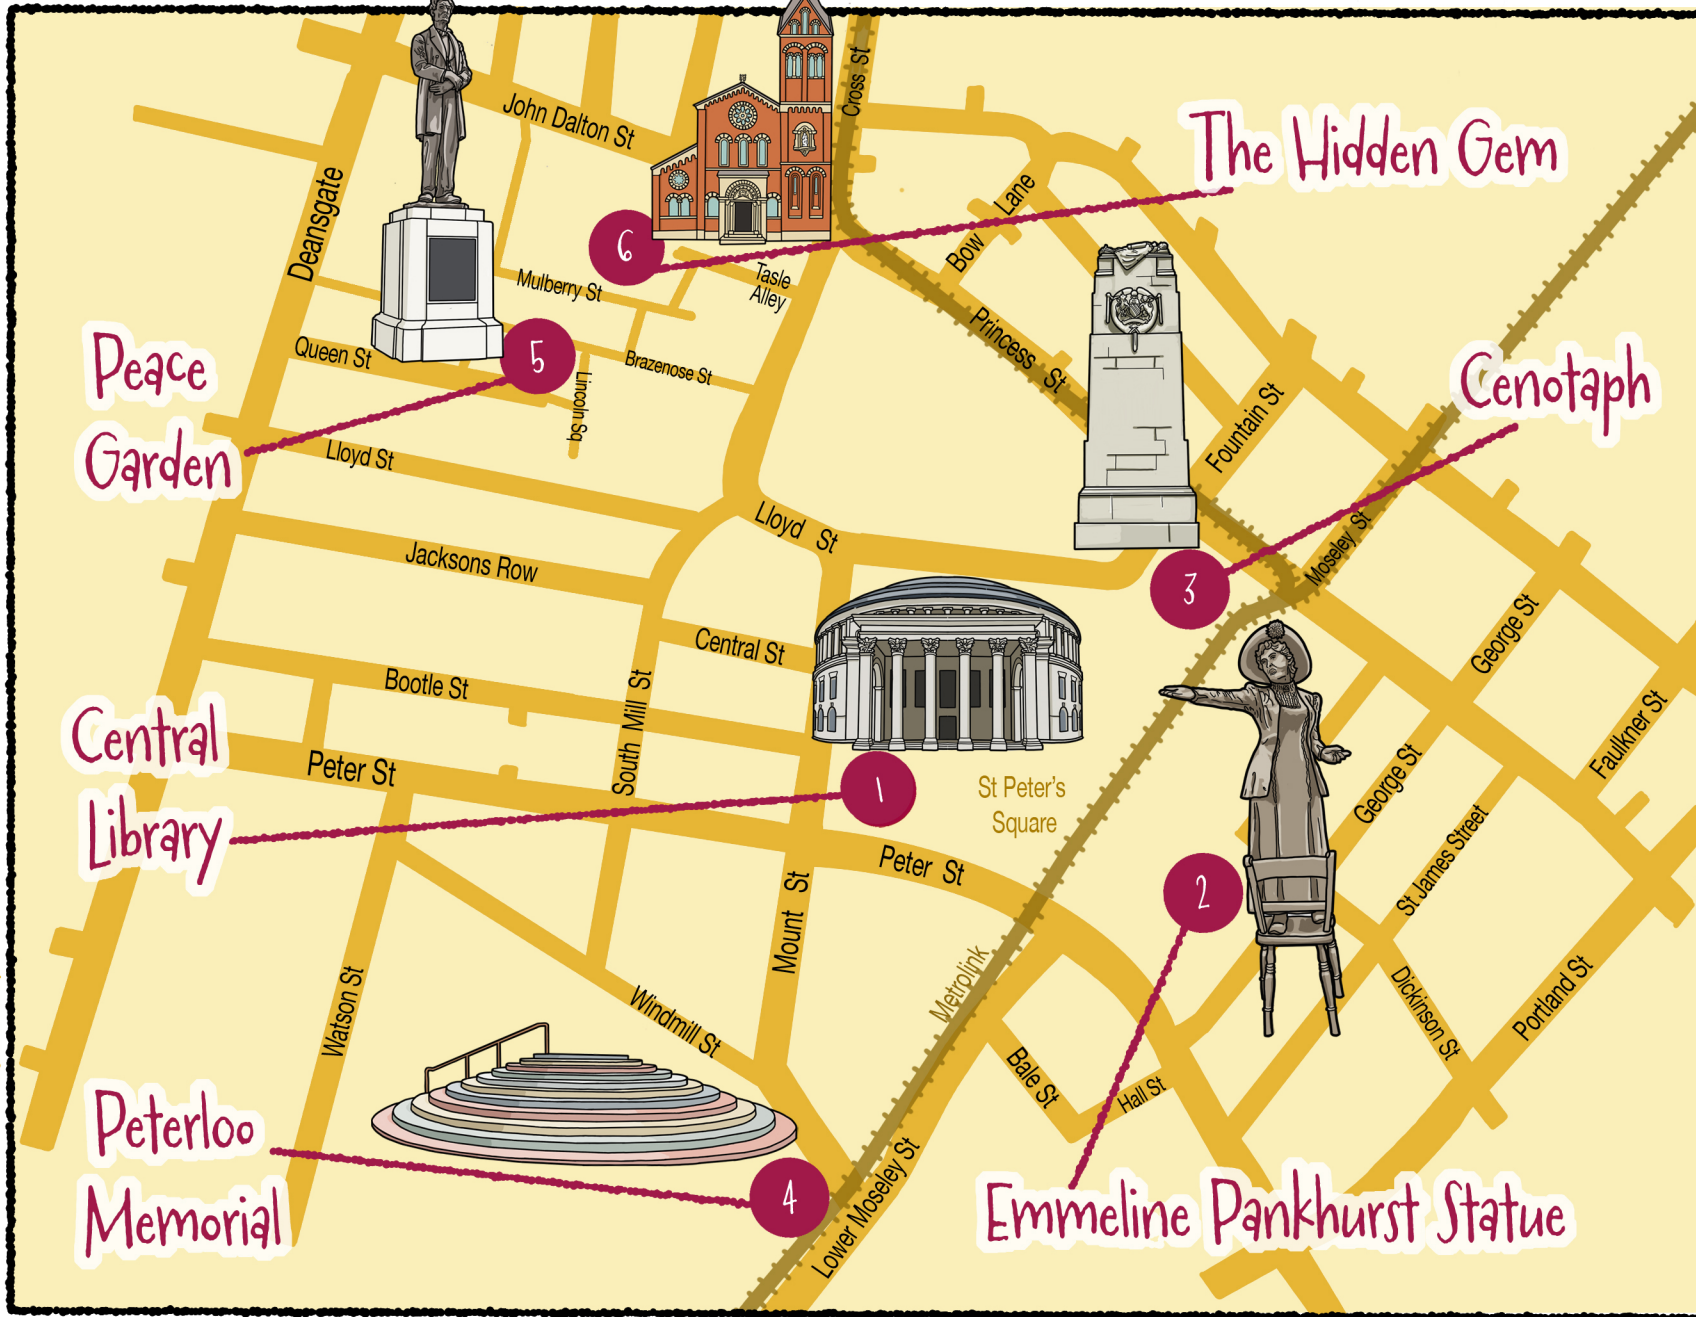 Cross St
John Dalton St
The Hidden Gem
Deansgate
Bow Lane
6
Tasle
Alley
Mulberry St
Princess St
Peace
Garden
5
Queen St
Brazenose St
Lincoln Sq
Cenotaph
Fountain St
Lloyd St
Lloyd St
Moseley St
Jacksons Row
3
George St
Central St
Bootle St
South Mill St
Faulkner St
Central
Library
Peter St
1
St Peter's
Square
George St
St James Street
Peter St
2
Mount St
Metrolink
Watson St
Windmill St
Dickinson St
Portland St
Bale St
Hall St
Peterloo
Memorial
4
Lower Moseley St
Emmeline Pankhurst Statue